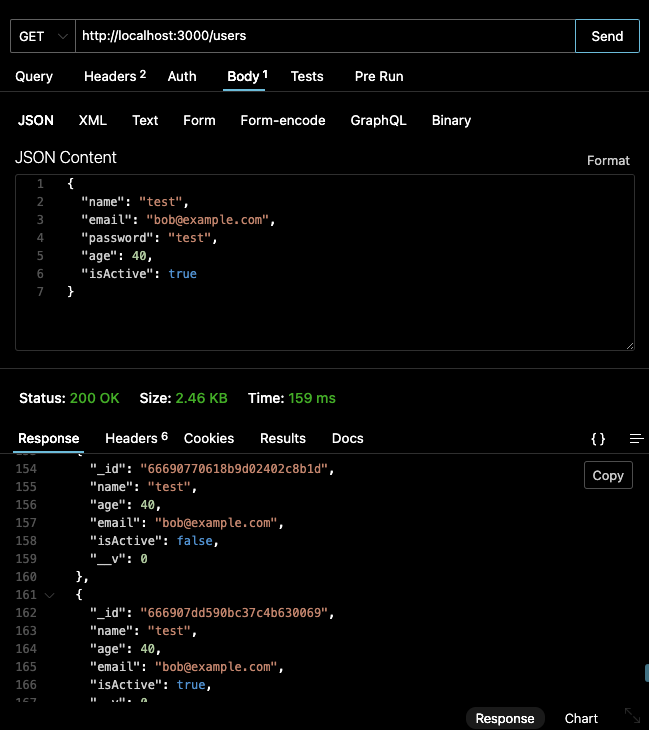 GET http://localhost:3000/users Send
Query Headers 2 Auth Body 1 Tests Pre Run
JSON XML Text Form Form-encode GraphQL Binary
JSON Content Format
1 {
2 "name": "test",
3 "email": "bob@example.com",
4 "password": "test",
5 "age": 40,
6 "isActive": true
7 }
Status: 200 OK Size: 2.46 KB Time: 159 ms
Response Headers 6 Cookies Results Docs {}
Copy
154 "_id": "66690770618b9d02402c8b1d",
155 "name": "test",
156 "age": 40,
157 "email": "bob@example.com",
158 "isActive": false,
159 "__v": 0
160 },
161 {
162 "_id": "666907dd590bc37c4b630069",
163 "name": "test",
164 "age": 40,
165 "email": "bob@example.com",
166 "isActive": true,
167 "__v": 0
Response Chart